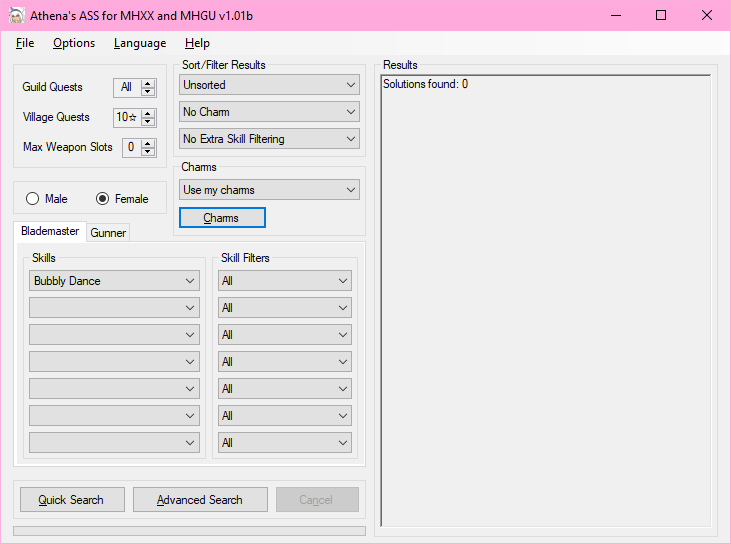 Athena's ASS for MHXX and MHGU v1.01b
File Options Language Help
Guild Quests All
Village Quests 10☆
Max Weapon Slots 0
Male Female
Sort/Filter Results
Unsorted
No Charm
No Extra Skill Filtering
Charms
Use my charms
Charms
Blademaster Gunner
Skills
Bubbly Dance
Skill Filters
All
All
All
All
All
All
All
Quick Search Advanced Search Cancel
Results
Solutions found: 0